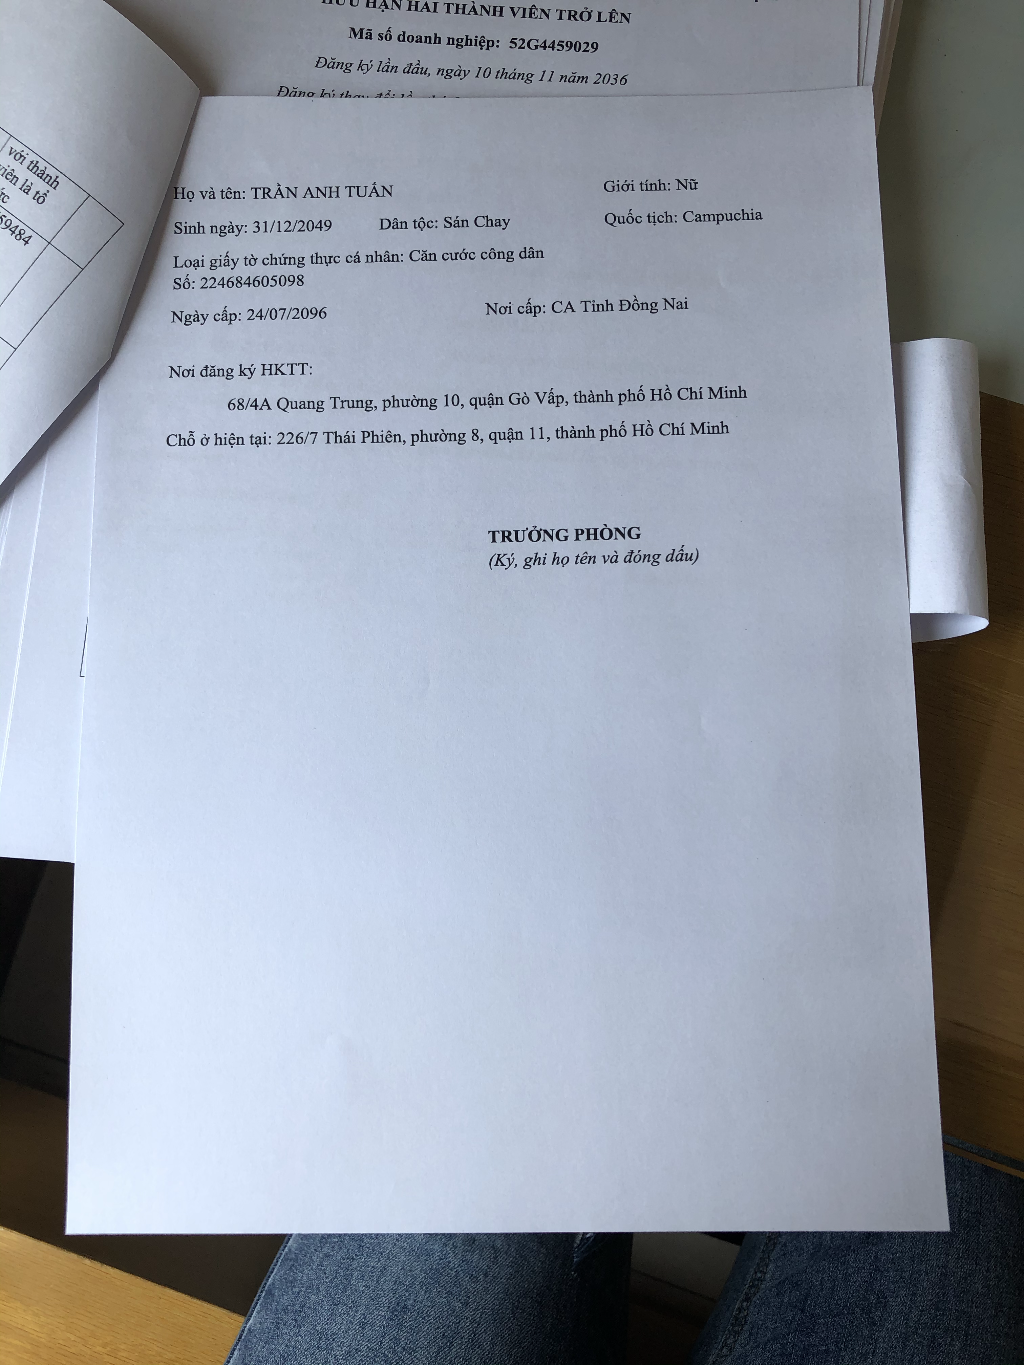 HẠN HAI THÀNH VIÊN TRỞ LÊN
Mã số doanh nghiệp: 52G4459029
Đăng ký lần đầu, ngày 10 tháng 11 năm 2036
Đăng ký thay đổi
với thành
viên là tổ
59484
Họ và tên: TRẦN ANH TUẤN Giới tính: Nữ
Sinh ngày: 31/12/2049 Dân tộc: Sán Chay Quốc tịch: Campuchia
Loại giấy tờ chứng thực cá nhân: Căn cước công dân
Số: 224684605098
Ngày cấp: 24/07/2096 Nơi cấp: CA Tỉnh Đồng Nai
Nơi đăng ký HKTT:
68/4A Quang Trung, phường 10, quận Gò Vấp, thành phố Hồ Chí Minh
Chỗ ở hiện tại: 226/7 Thái Phiên, phường 8, quận 11, thành phố Hồ Chí Minh
TRƯỞNG PHÒNG
(Ký, ghi họ tên và đóng dấu)